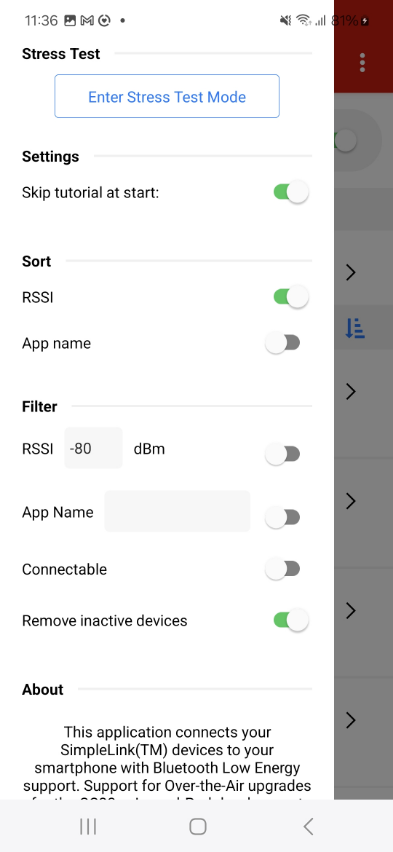 11:36 81%
Stress Test
Enter Stress Test Mode
Settings
Skip tutorial at start:
Sort
RSSI
App name
Filter
RSSI -80 dBm
App Name
Connectable
Remove inactive devices
About
This application connects your
SimpleLink(TM) devices to your
smartphone with Bluetooth Low Energy
support. Support for Over-the-Air upgrades